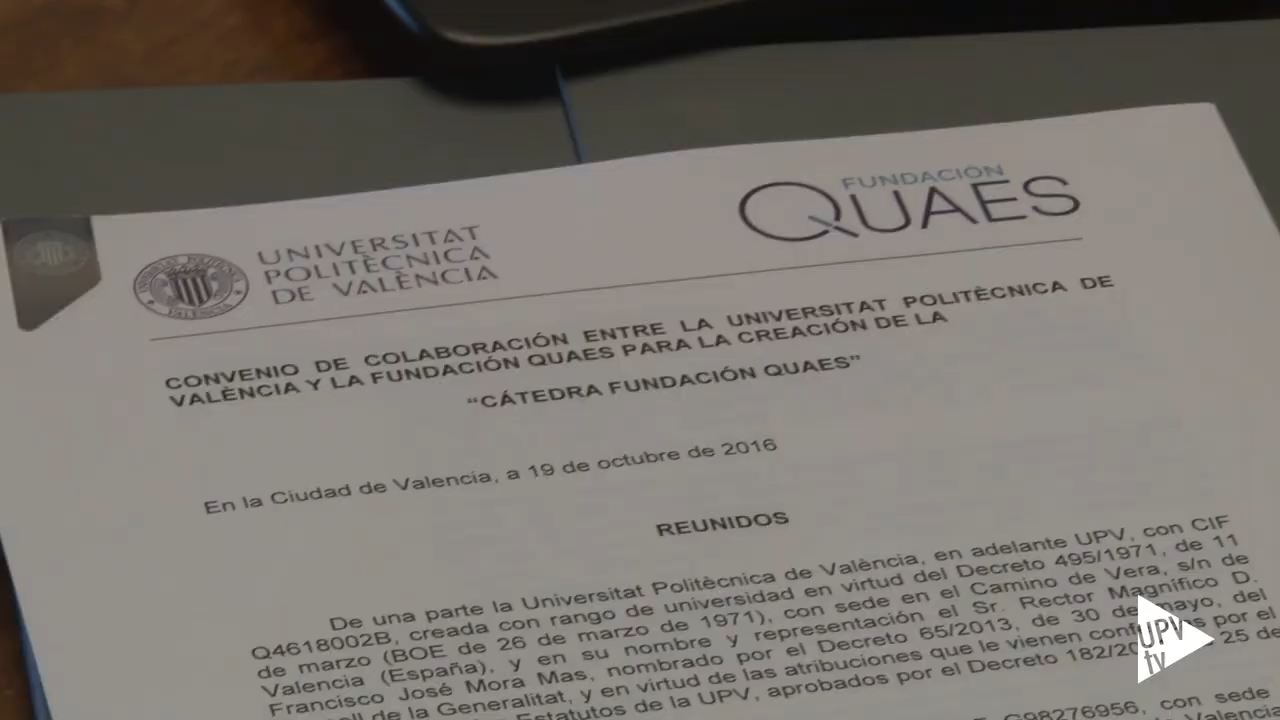 FUNDACIÓN
QUAES
UNIVERSITAT
POLITÈCNICA
DE VALÈNCIA
CONVENIO DE COLABORACIÓN ENTRE LA UNIVERSITAT POLITÈCNICA DE
VALÈNCIA Y LA FUNDACIÓN QUAES PARA LA CREACIÓN DE LA
“CÁTEDRA FUNDACIÓN QUAES”
En la Ciudad de Valencia, a 19 de octubre de 2016
REUNIDOS
De una parte la Universitat Politècnica de València, en adelante UPV, con CIF
Q4618002B, creada con rango de universidad en virtud del Decreto 495/1971, de 11
de marzo (BOE de 26 de marzo de 1971), con sede en el Camino de Vera, s/n de
Valencia (España), y en su nombre y representación el Sr. Rector Magnífico D.
Francisco José Mora Mas, nombrado por el Decreto 65/2013, de 30 de mayo, del
de la Generalitat, y en virtud de las atribuciones que le vienen por el
Estatutos de la UPV, aprobados por el Decreto 25 de
G98276956, con sede
UPV
tv